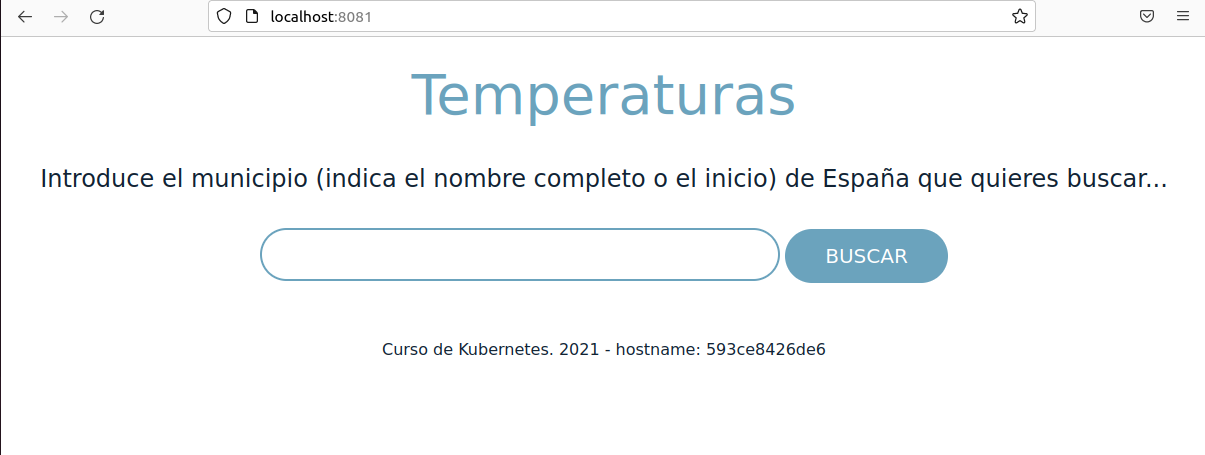 localhost:8081
Temperaturas
Introduce el municipio (indica el nombre completo o el inicio) de España que quieres buscar...
BUSCAR
Curso de Kubernetes. 2021 - hostname: 593ce8426de6